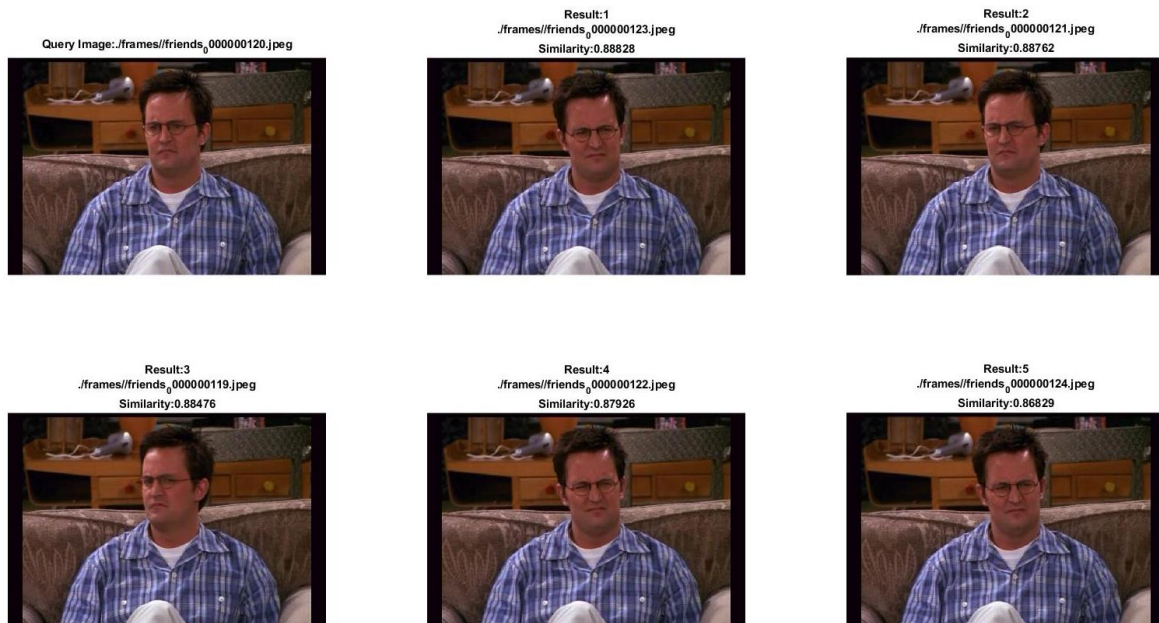 Query Image:./frames//friends₀000000120.jpeg
Result:1
./frames//friends₀000000123.jpeg
Similarity:0.88828
Result:2
./frames//friends₀000000121.jpeg
Similarity:0.88762
Result:3
./frames//friends₀000000119.jpeg
Similarity:0.88476
Result:4
./frames//friends₀000000122.jpeg
Similarity:0.87926
Result:5
./frames//friends₀000000124.jpeg
Similarity:0.86829